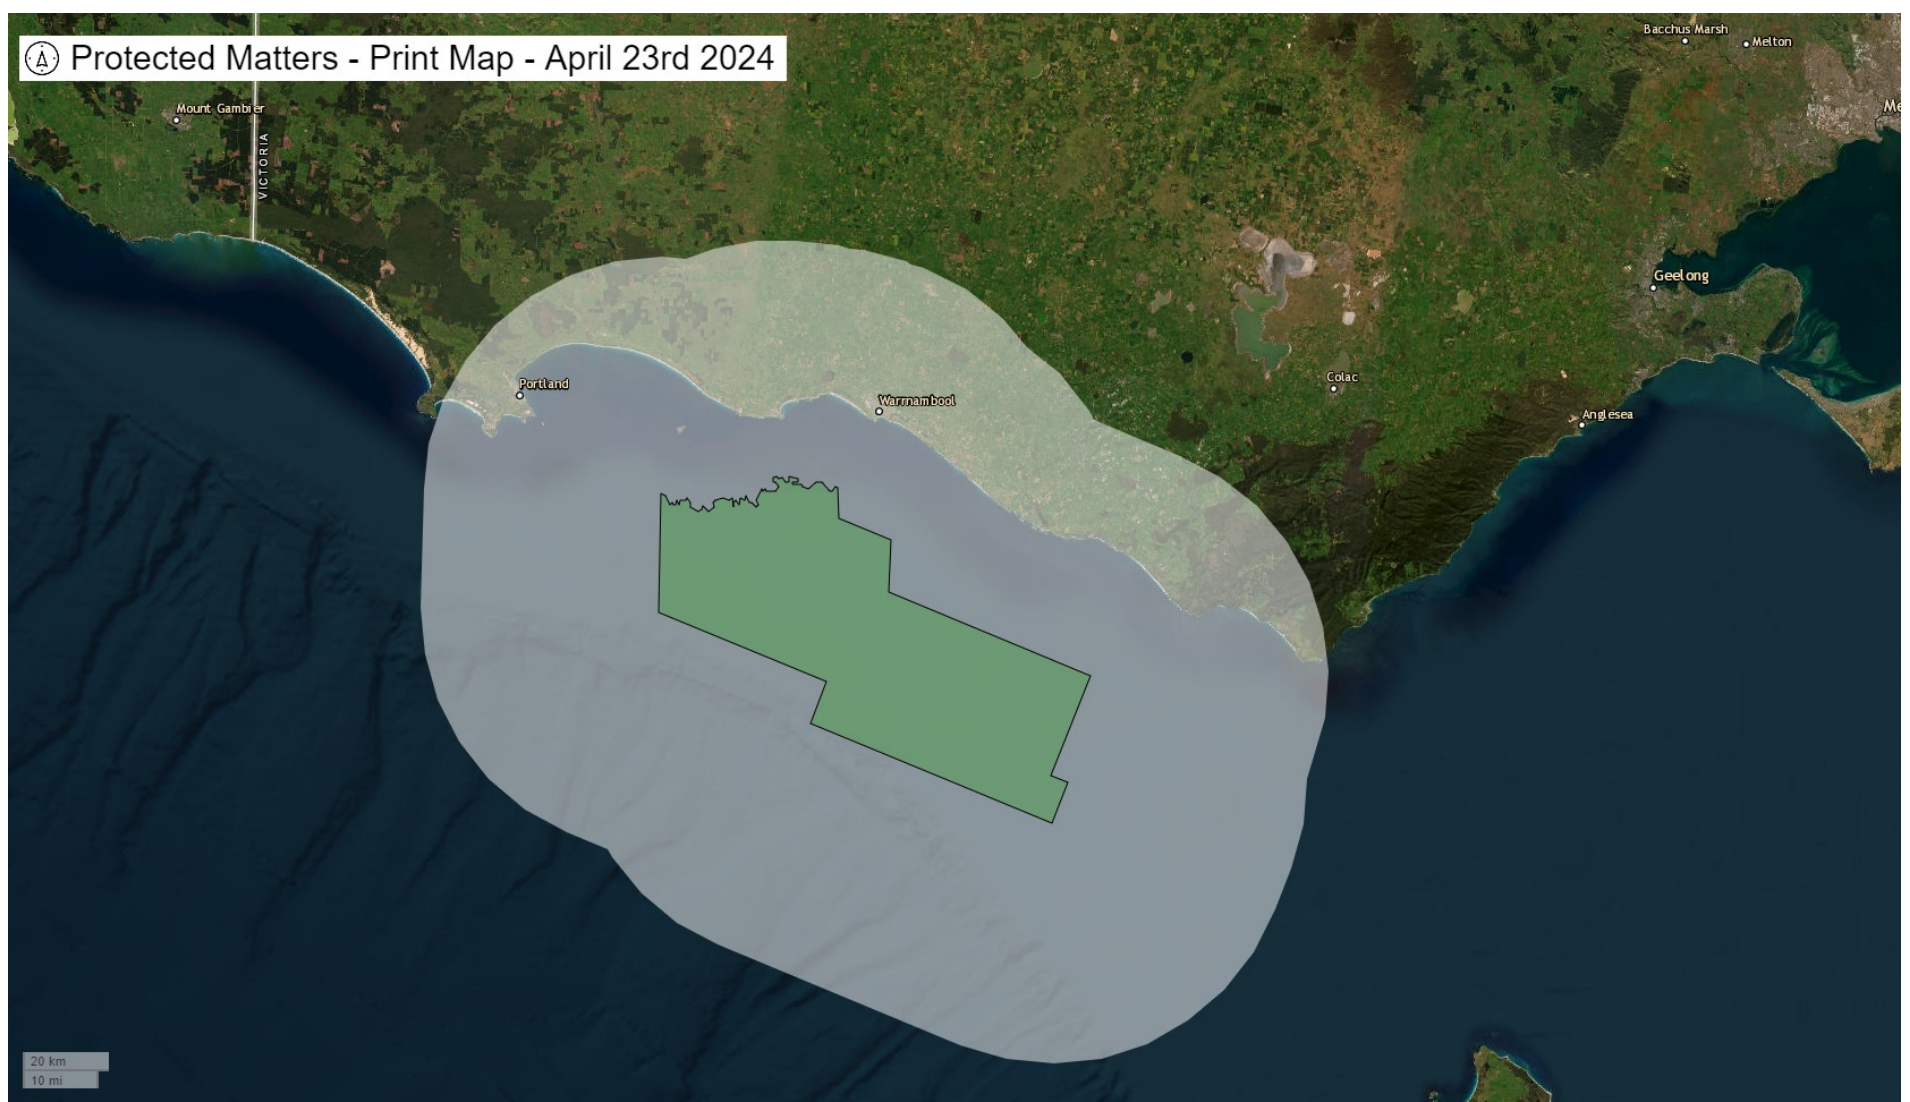 Protected Matters - Print Map - April 23rd 2024
Bacchus Marsh
Melton
Mount Gambier
Me
VICTORIA
Geelong
Portland
Colac
Warrnambool
Anglesea
20 km
10 mi